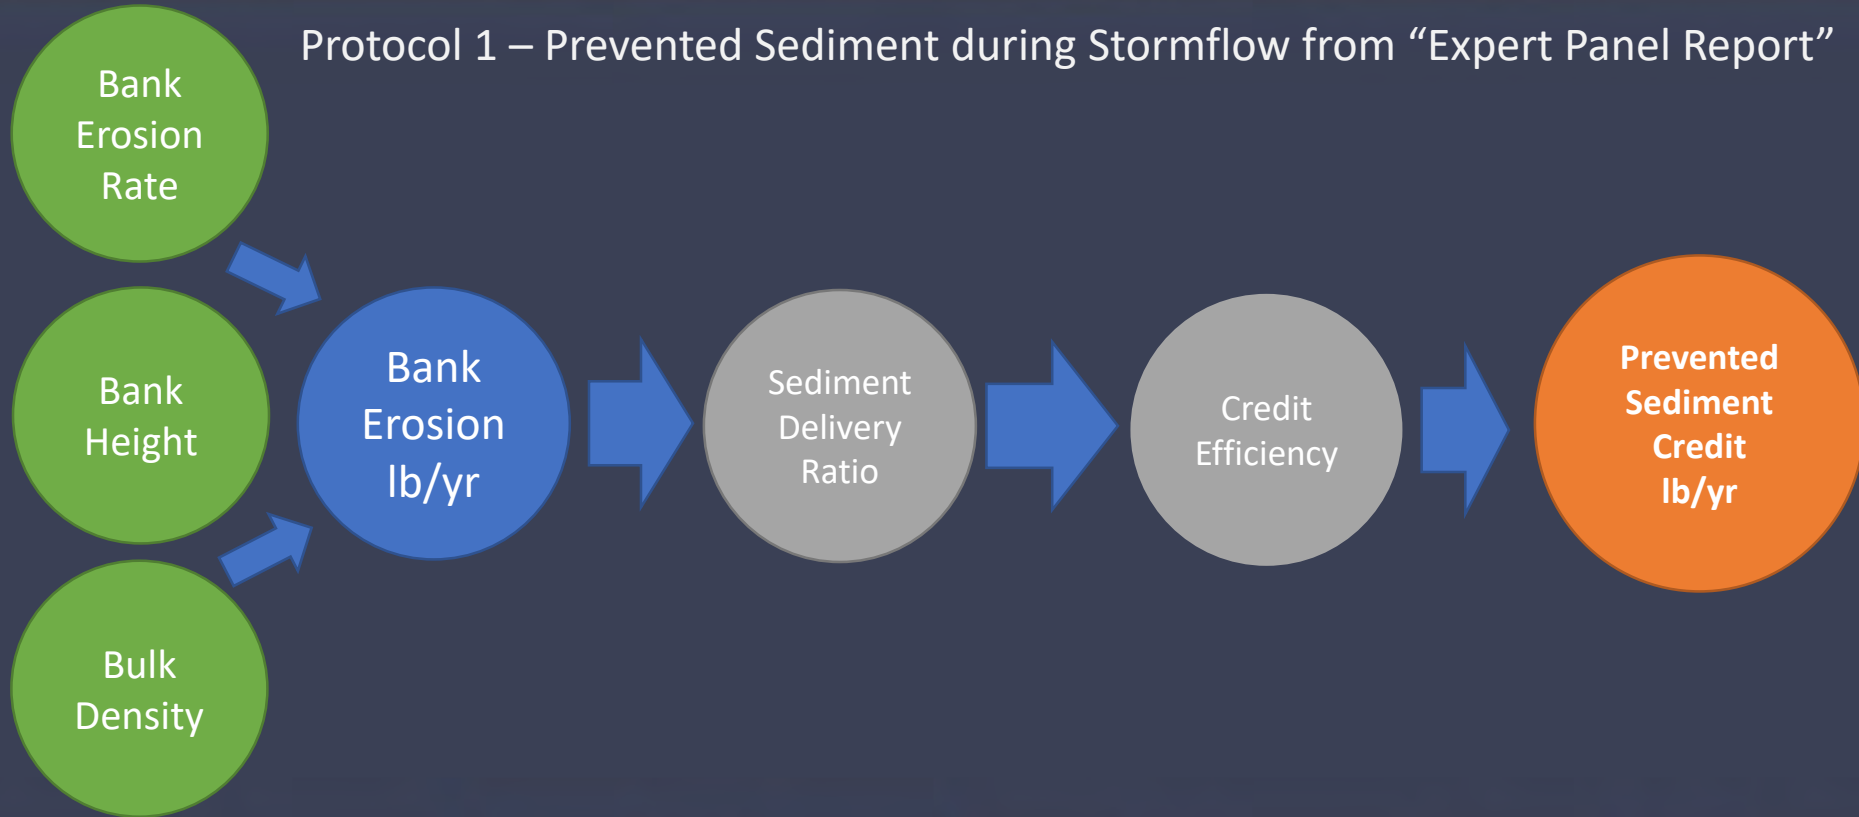 Protocol 1 – Prevented Sediment during Stormflow from “Expert Panel Report”
Bank
Erosion
Rate
Bank
Height
Bulk
Density
Bank
Erosion
lb/yr
Sediment
Delivery
Ratio
Credit
Efficiency
Prevented
Sediment
Credit
lb/yr